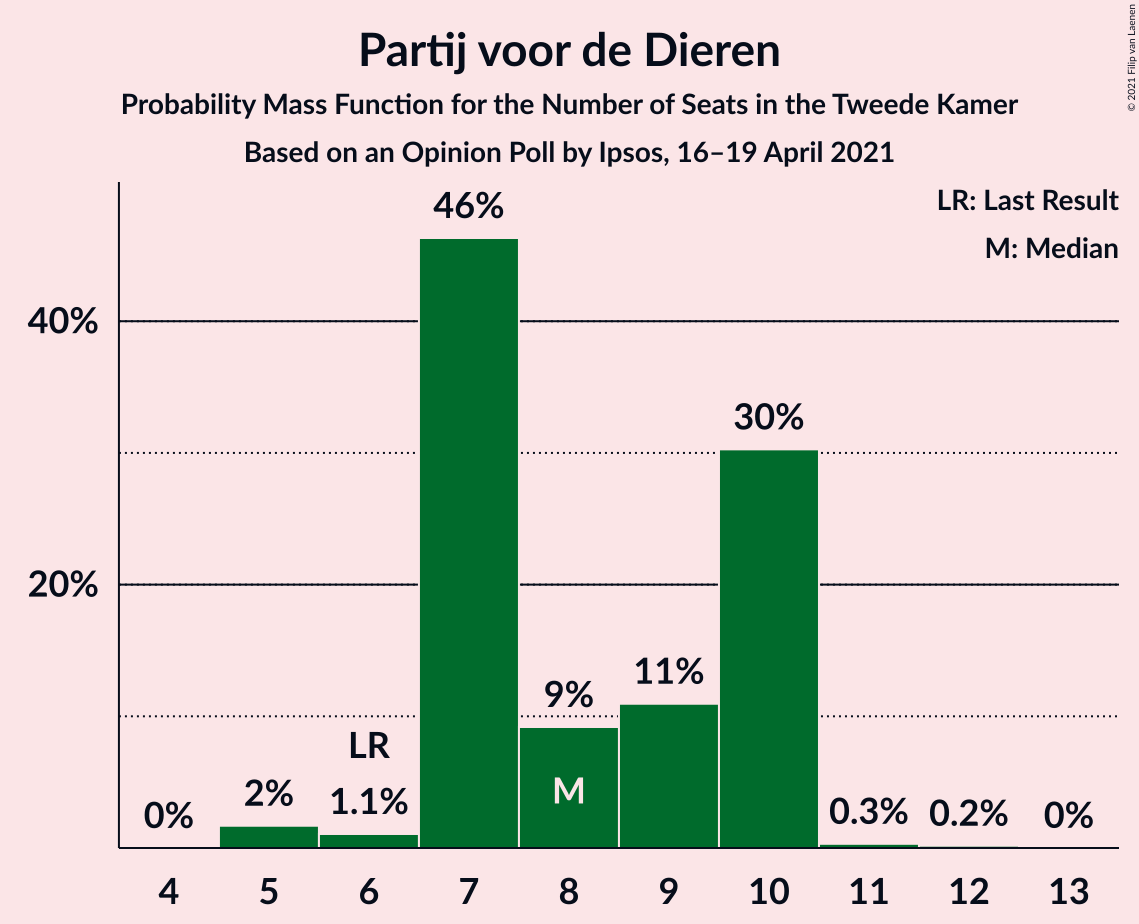 Partij voor de Dieren
Probability Mass Function for the Number of Seats in the Tweede Kamer
Based on an Opinion Poll by Ipsos, 16–19 April 2021
© 2021 Filip van Laenen
LR: Last Result
M: Median
40%
20%
0%
2%
LR
1.1%
46%
9%
M
11%
30%
0.3%
0.2%
0%
4 5 6 7 8 9 10 11 12 13